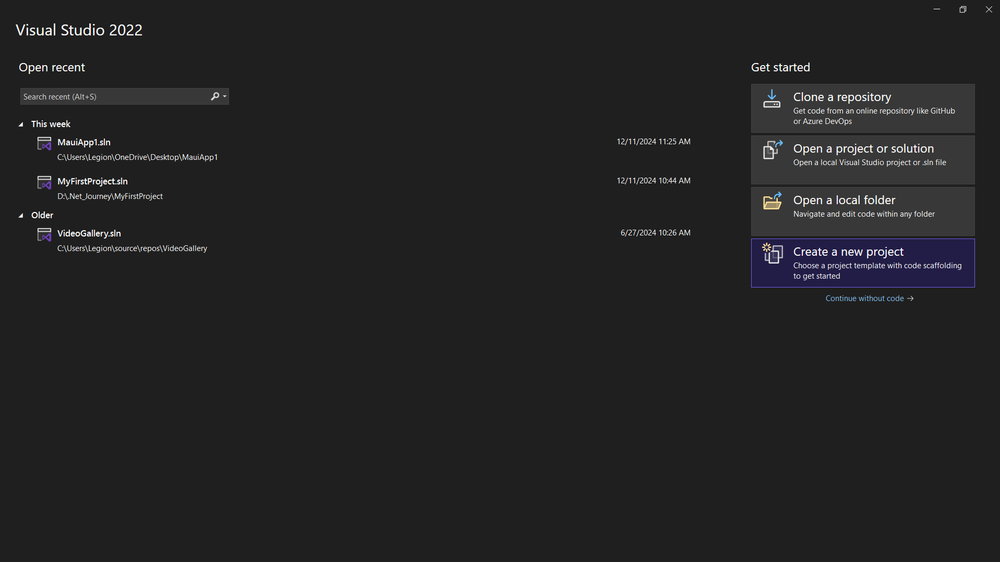 Visual Studio 2022
Open recent
Search recent (Alt+S)
This week
MauiApp1.sln
12/11/2024 11:25 AM
C:\Users\Legion\OneDrive\Desktop\MauiApp1
MyFirstProject.sln
12/11/2024 10:44 AM
D:\.Net_Journey\MyFirstProject
Older
VideoGallery.sln
6/27/2024 10:26 AM
C:\Users\Legion\source\repos\VideoGallery
Get started
Clone a repository
Get code from an online repository like GitHub
or Azure DevOps
Open a project or solution
Open a local Visual Studio project or .sln file
Open a local folder
Navigate and edit code within any folder
Create a new project
Choose a project template with code scaffolding
to get started
Continue without code →